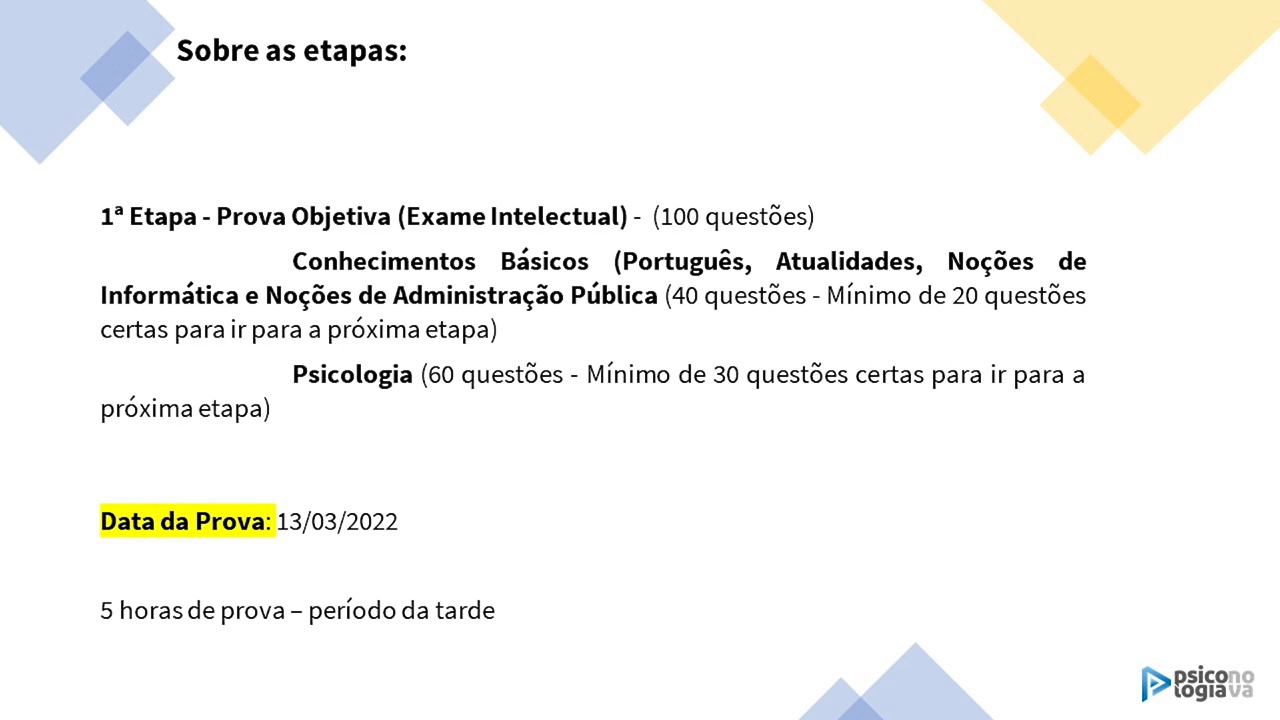 Sobre as etapas:
1ª Etapa - Prova Objetiva (Exame Intelectual) - (100 questões)
Conhecimentos Básicos (Português, Atualidades, Noções de
Informática e Noções de Administração Pública (40 questões - Mínimo de 20 questões
certas para ir para a próxima etapa)
Psicologia (60 questões - Mínimo de 30 questões certas para ir para a
próxima etapa)
Data da Prova: 13/03/2022
5 horas de prova – período da tarde
psicono
logiava